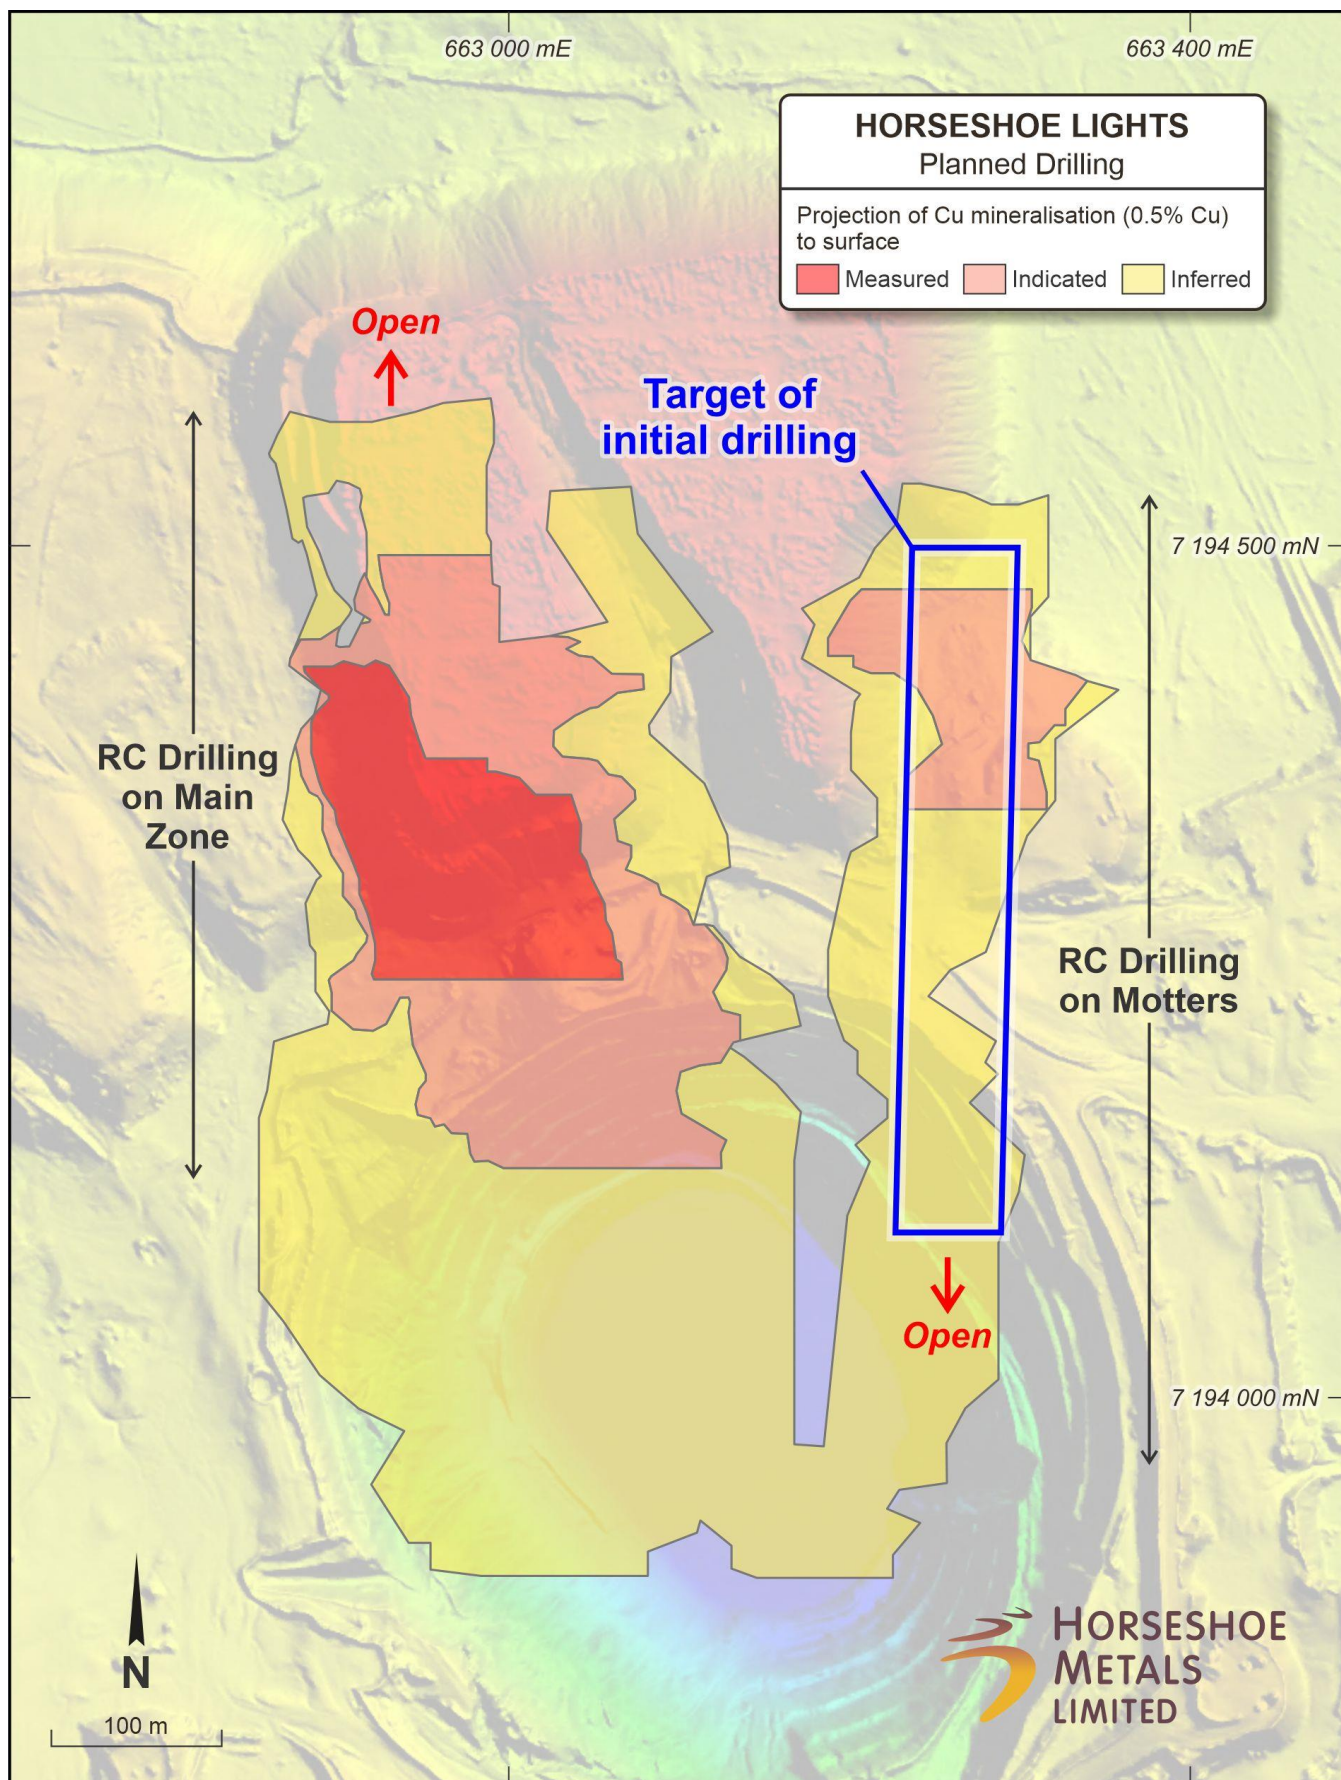 663 000 mE
663 400 mE
HORSESHOE LIGHTS
Planned Drilling
Projection of Cu mineralisation (0.5% Cu)
to surface
Measured
Indicated
Inferred
Open
Target of
initial drilling
7 194 500 mN
RC Drilling
on Main
Zone
RC Drilling
on Motters
Open
7 194 000 mN
N
100 m
HORSESHOE
METALS
LIMITED